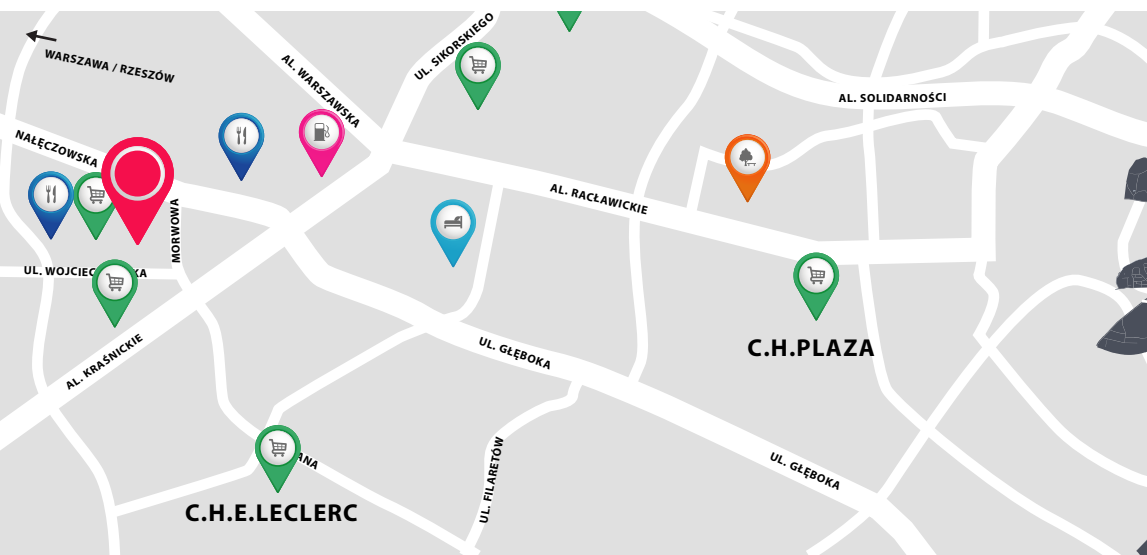 UL. SIKORSKIEGO
WARSZAWA / RZESZÓW
AL. WARSZAWSKA
AL. SOLIDARNOŚCI
NAŁĘCZOWSKA
AL. RACŁAWICKIE
MORWOWA
UL. WOJCIEC
KA
AL. KRAŚNICKIE
UL. GŁĘBOKA
C.H.PLAZA
ANA
UL. FILARETÓW
UL. GŁĘBOKA
C.H.E.LECLERC